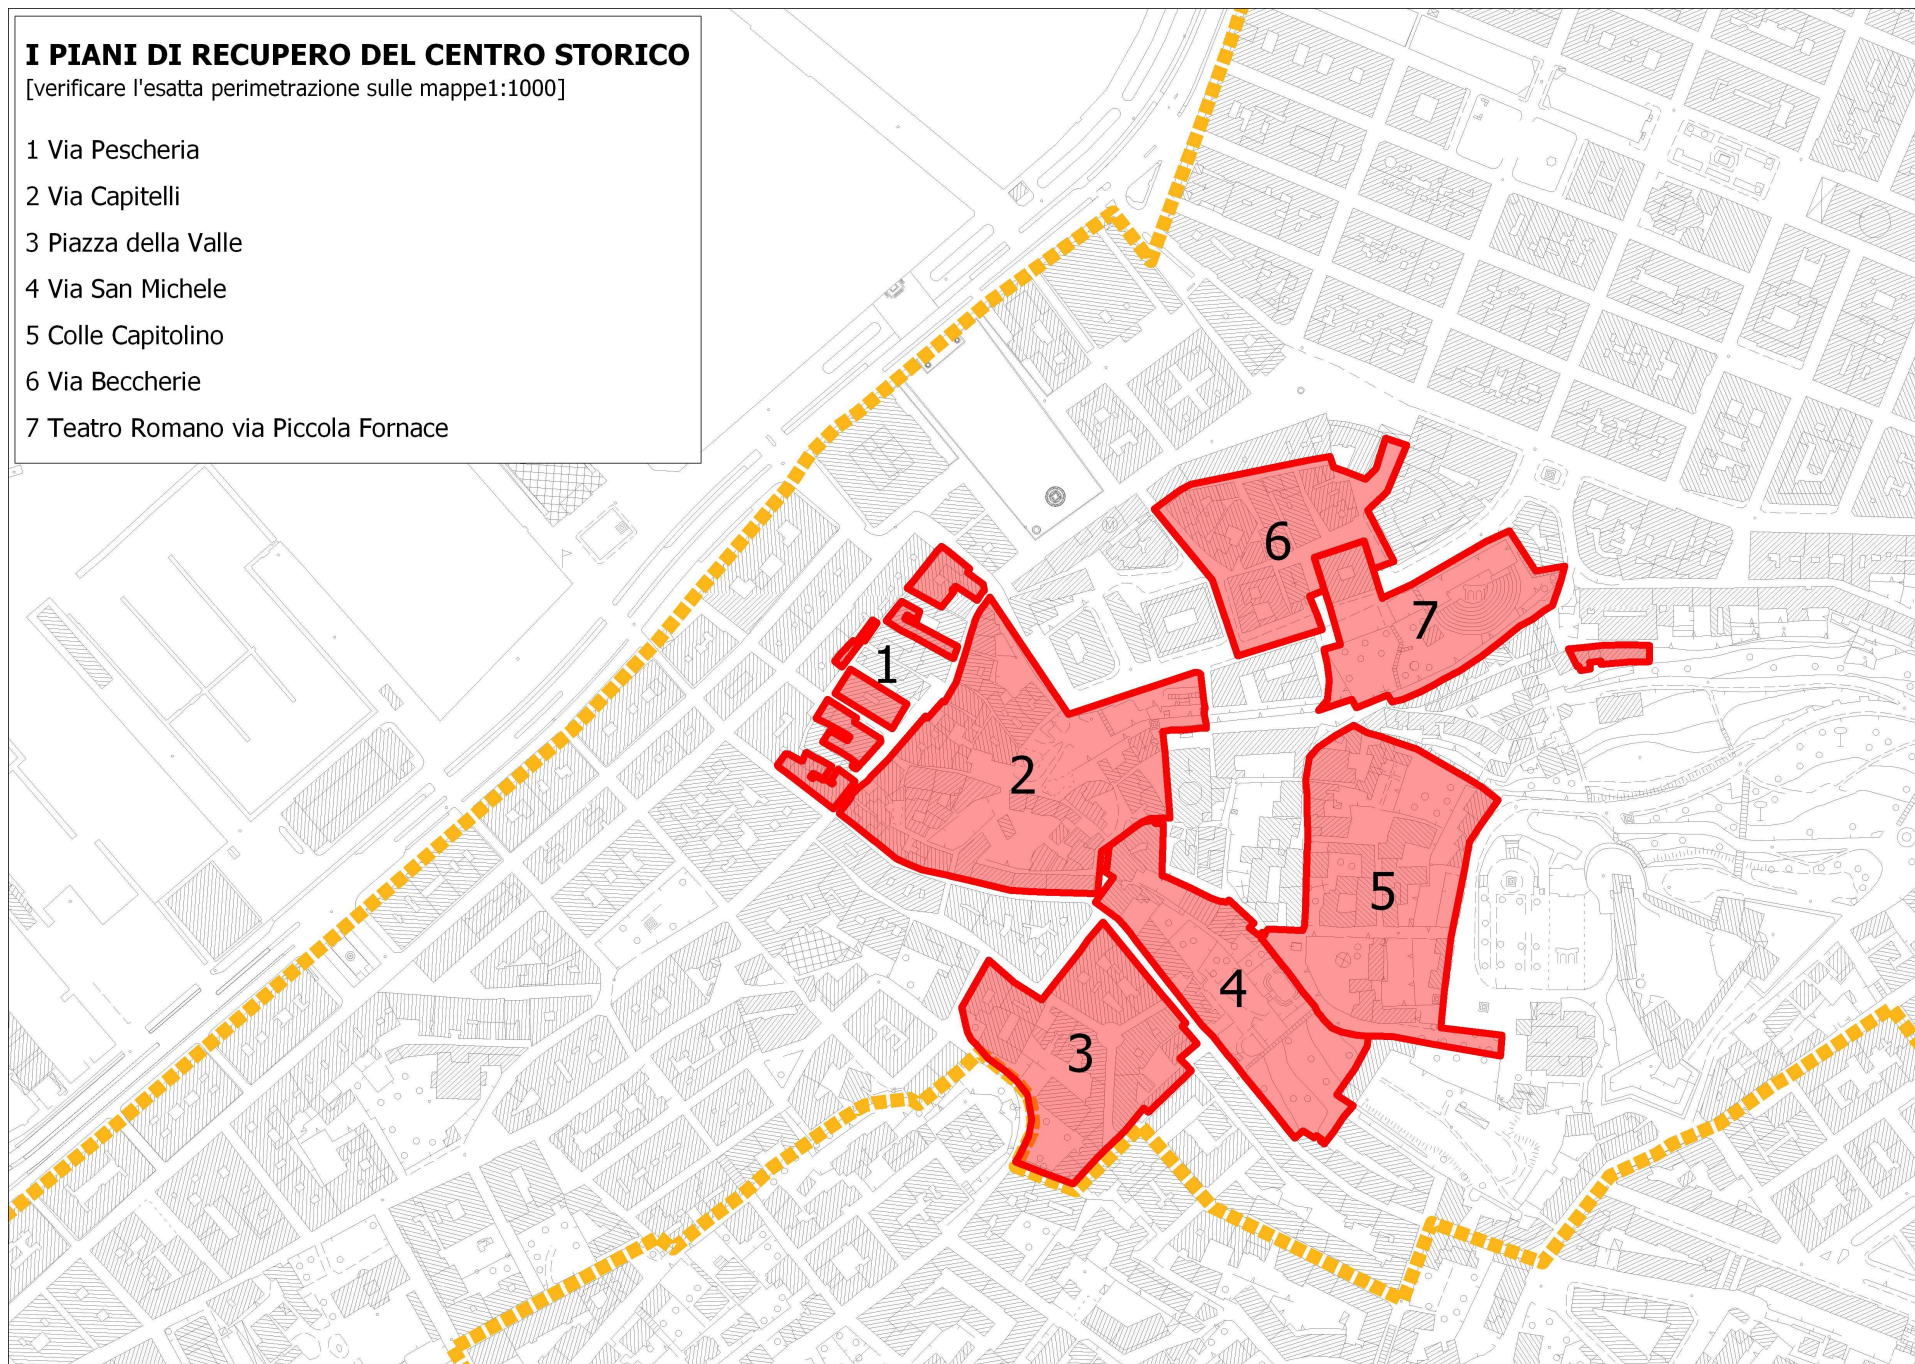 I PIANI DI RECUPERO DEL CENTRO STORICO
[verificare l'esatta perimetrazione sulle mappe1:1000]
1 Via Pescheria
2 Via Capitelli
3 Piazza della Valle
4 Via San Michele
5 Colle Capitolino
6 Via Beccherie
7 Teatro Romano via Piccola Fornace
6
7
1
2
5
4
3
M